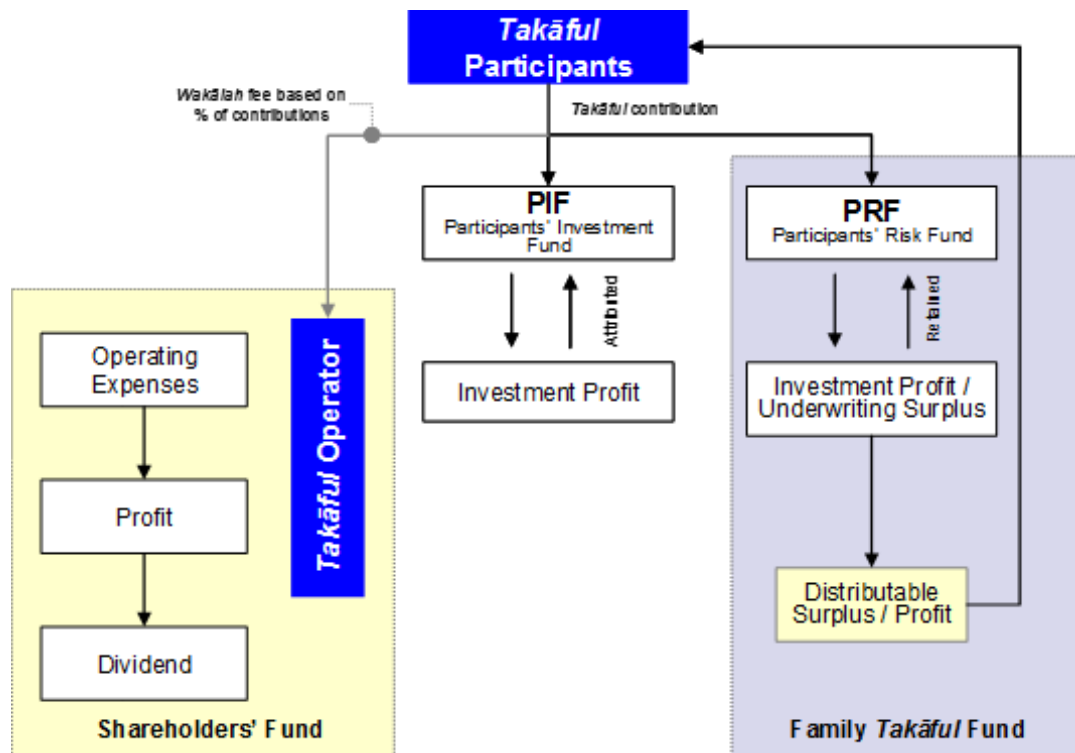 Takāful
Participants
Wakālah fee based on
% of contributions
Takāful contribution
PIF
Participants' Investment
Fund
PRF
Participants' Risk Fund
Attributed
Retained
Operating
Expenses
Takāful Operator
Investment Profit
Investment Profit /
Underwriting Surplus
Profit
Distributable
Surplus / Profit
Dividend
Shareholders' Fund
Family Takāful Fund